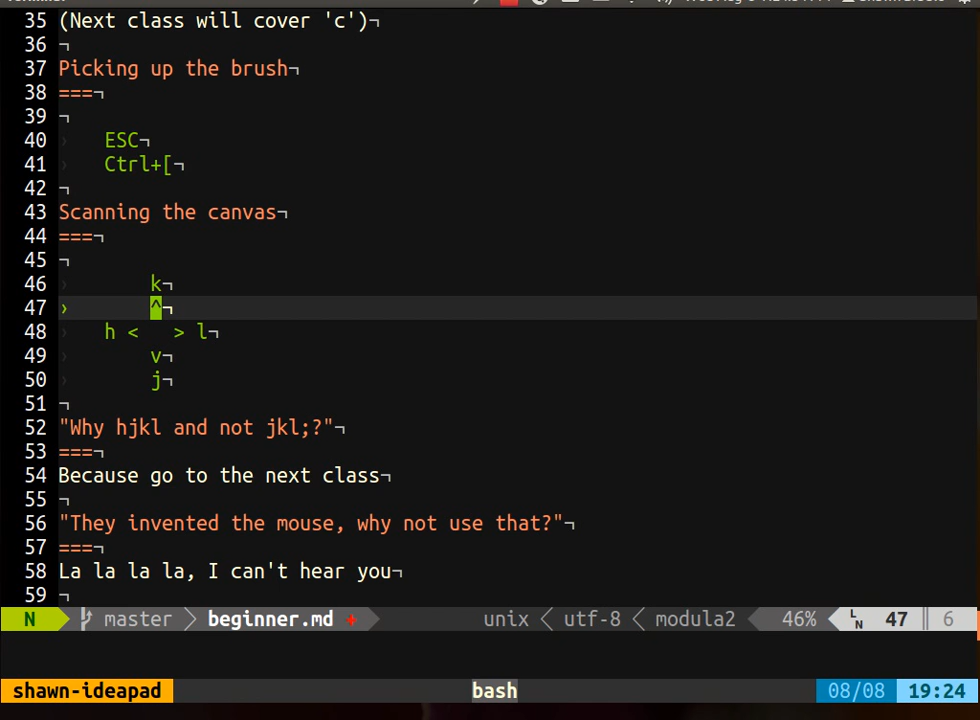 35 (Next class will cover 'c')¬
36 ¬
37 Picking up the brush¬
38 ===¬
39 ¬
40 › ESC¬
41 › Ctrl+[¬
42 ¬
43 Scanning the canvas¬
44 ===¬
45 ¬
46 › k¬
47 › ^¬
48 › h < > l¬
49 › v¬
50 › j¬
51 ¬
52 "Why hjkl and not jkl;?"¬
53 ===¬
54 Because go to the next class¬
55 ¬
56 "They invented the mouse, why not use that?"¬
57 ===¬
58 La la la la, I can't hear you¬
59 ¬
N master beginner.md + unix utf-8 modula2 46% LN 47 6
shawn-ideapad bash 08/08 19:24